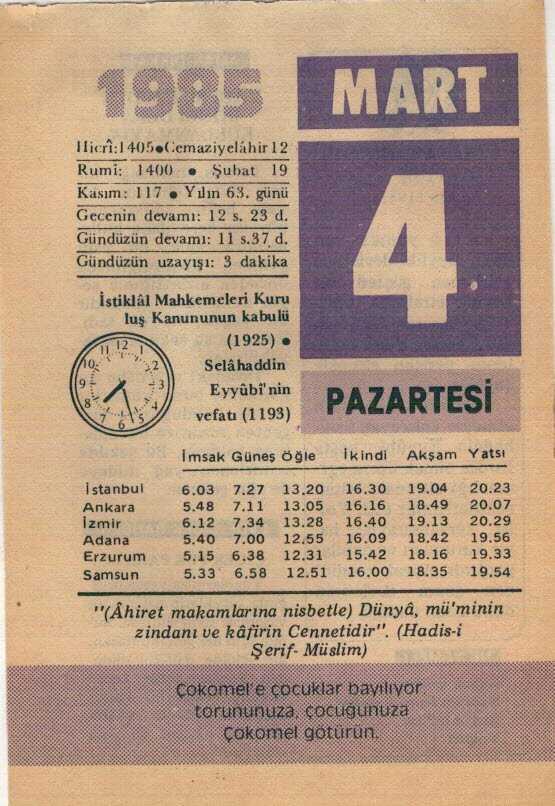 1985
MART
4
PAZARTESİ
Hicrî:1405●Cemaziyelâhir 12
Rumî: 1400 ● Şubat 19
Kasım: 117 ● Yılın 63. günü
Gecenin devamı: 12 s. 23 d.
Gündüzün devamı: 11 s.37 d.
Gündüzün uzayışı: 3 dakika
İstiklâl Mahkemeleri Kuru
luş Kanununun kabulü
(1925) ●
Selâhaddin
Eyyûbî'nin
vefatı (1193)
11 12 1
10 2
9 3
8 4
7 6 5
İmsak Güneş Öğle İkindi Akşam Yatsı
İstanbul 6.03 7.27 13.20 16.30 19.04 20.23
Ankara 5.48 7.11 13.05 16.16 18.49 20.07
İzmir 6.12 7.34 13.28 16.40 19.13 20.29
Adana 5.40 7.00 12.55 16.09 18.42 19.56
Erzurum 5.15 6.38 12.31 15.42 18.16 19.33
Samsun 5.33 6.58 12.51 16.00 18.35 19.54
"(Âhiret makamlarına nisbetle) Dünyâ, mü'minin
zindanı ve kâfirin Cennetidir". (Hadis-i
Şerif- Müslim)
Çokomel'e çocuklar bayılıyor,
torununuza, çocuğunuza
Çokomel götürün.